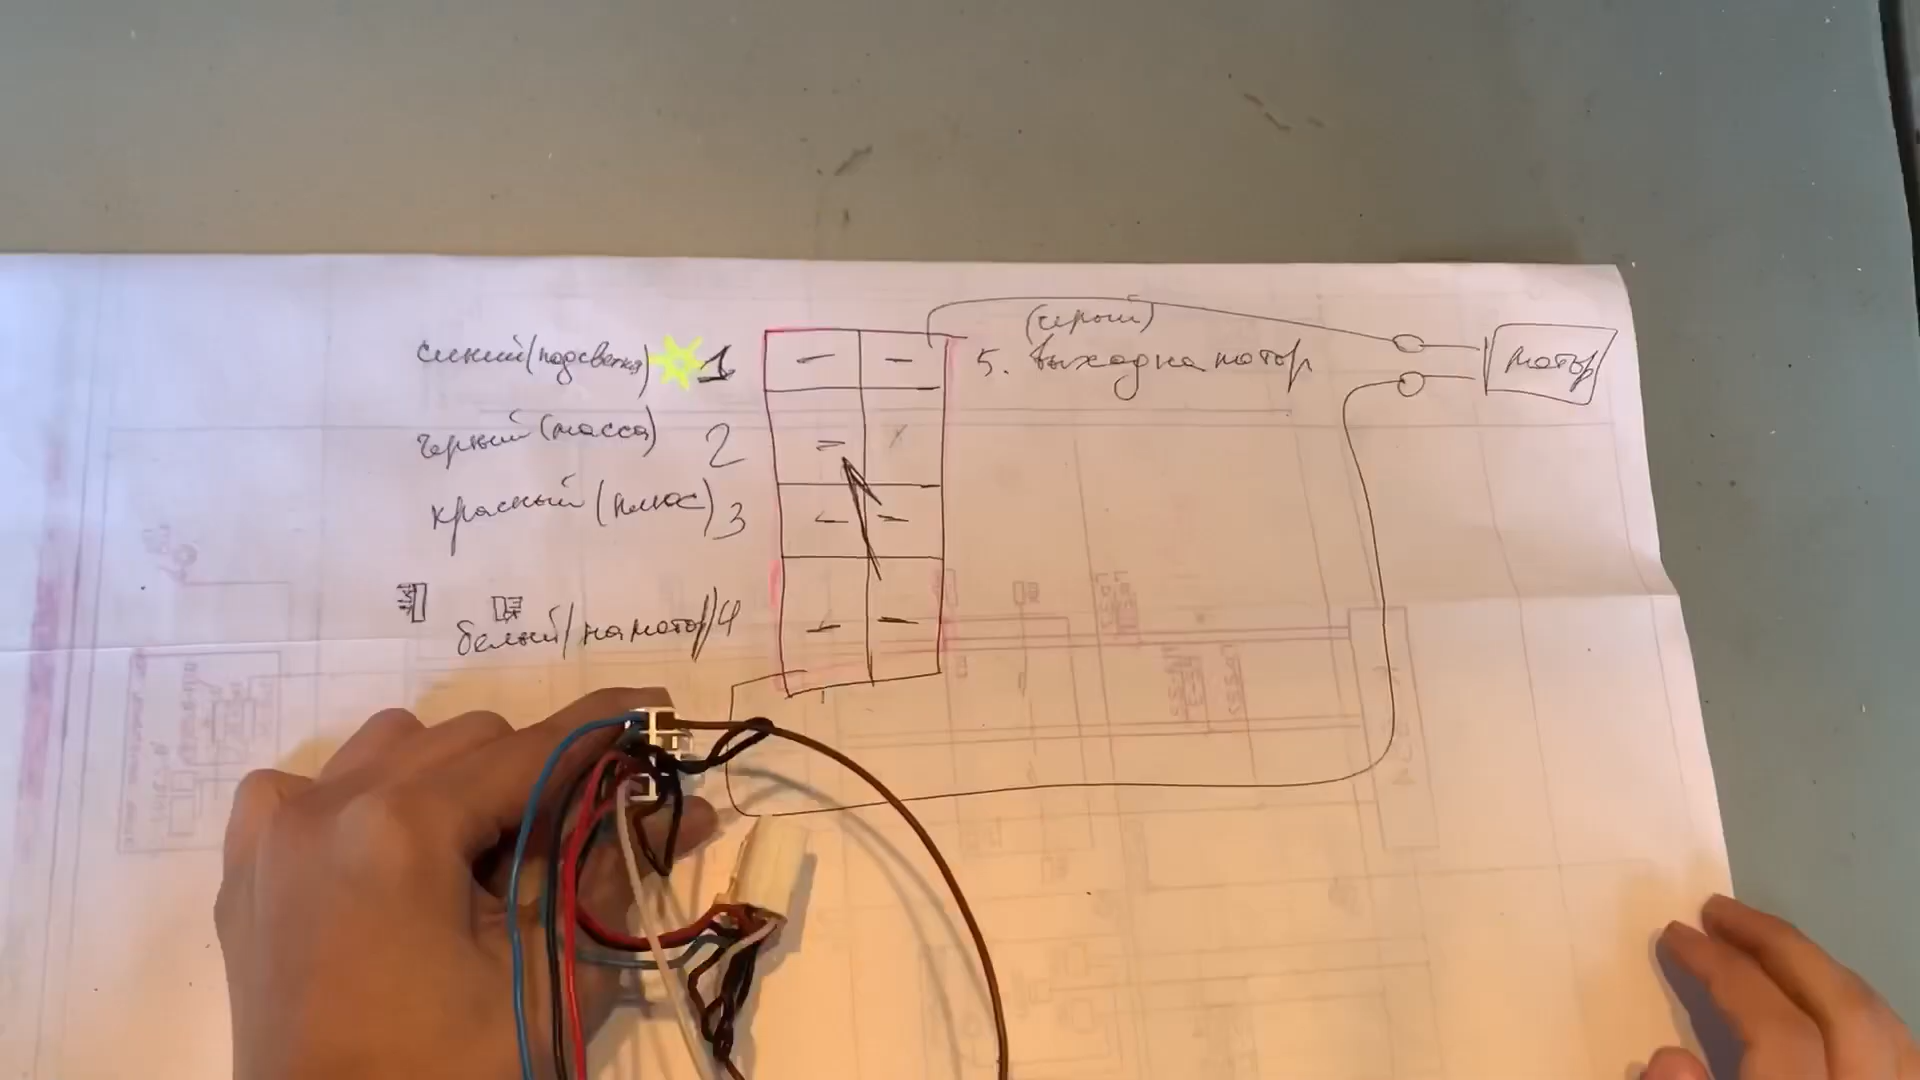 синий (подсветка) 1
черный (масса) 2
красный (плюс) 3
белый (на мотор) 4
(серый)
5. выход на мотор
мотор